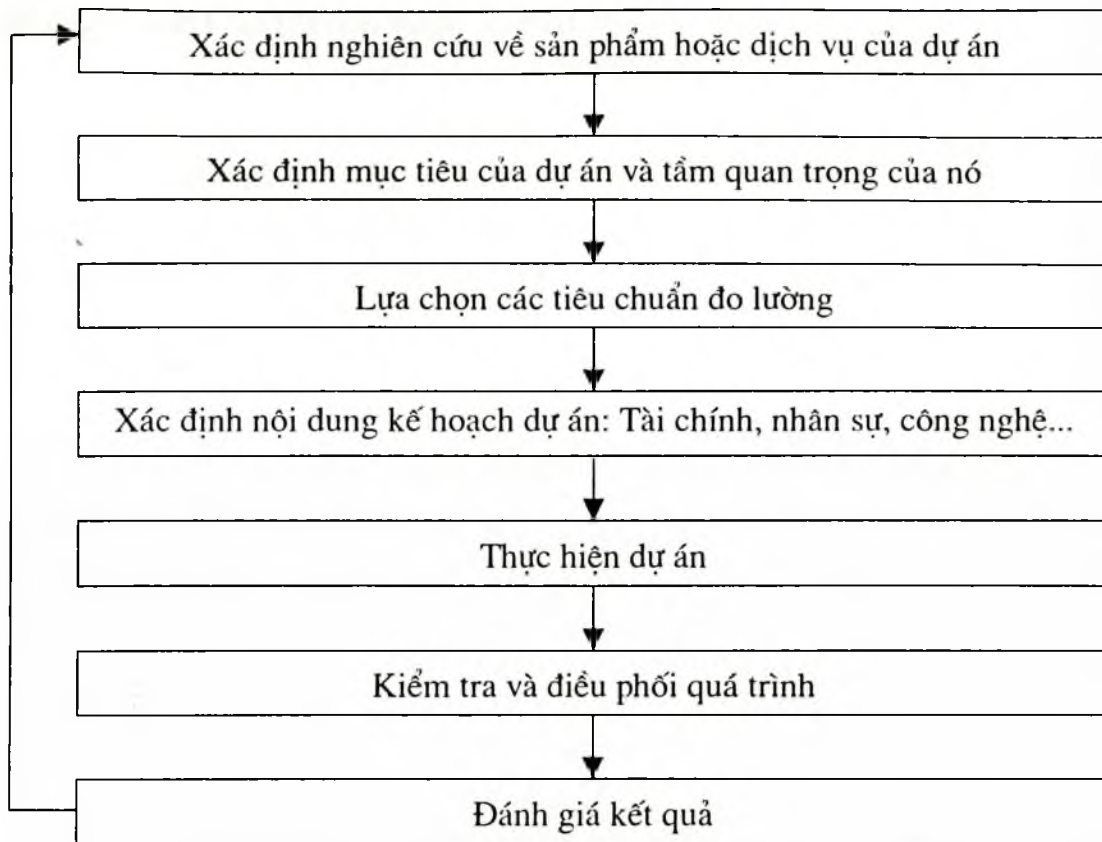 Xác định nghiên cứu về sản phẩm hoặc dịch vụ của dự án
Xác định mục tiêu của dự án và tầm quan trọng của nó
Lựa chọn các tiêu chuẩn đo lường
Xác định nội dung kế hoạch dự án: Tài chính, nhân sự, công nghệ...
Thực hiện dự án
Kiểm tra và điều phối quá trình
Đánh giá kết quả